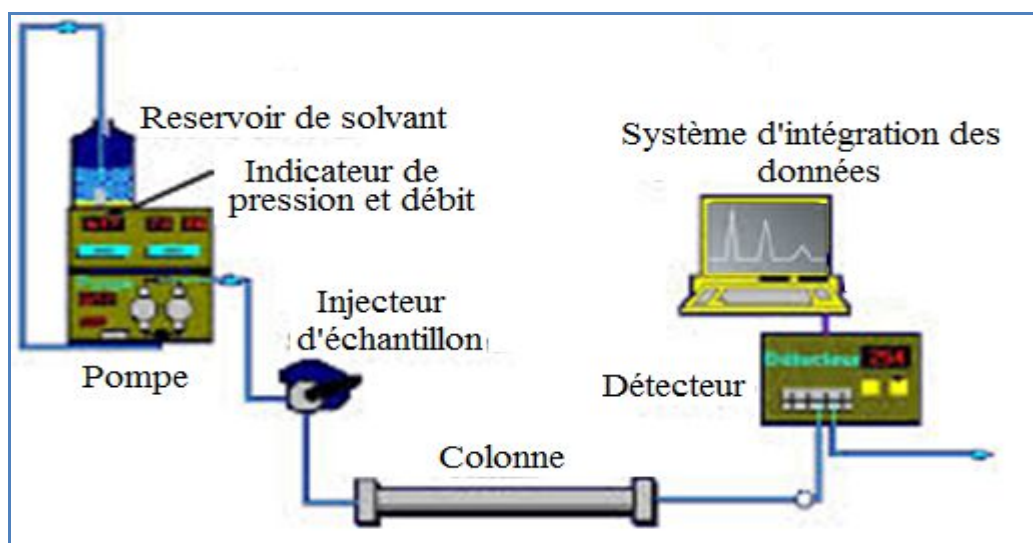 Reservoir de solvant
Indicateur de
pression et débit
Pompe
Injecteur
d'échantillon
Colonne
Système d'intégration des
données
Détecteur
Détecteur 254